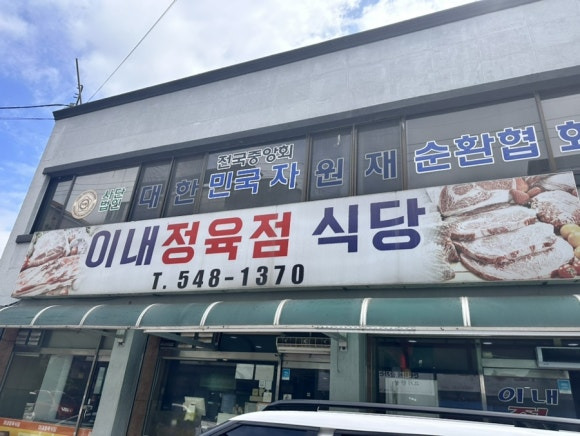 전국중앙회
사단
법인
대한민국자원재순환협회
이내정육점 식당
T. 548-1370
이내